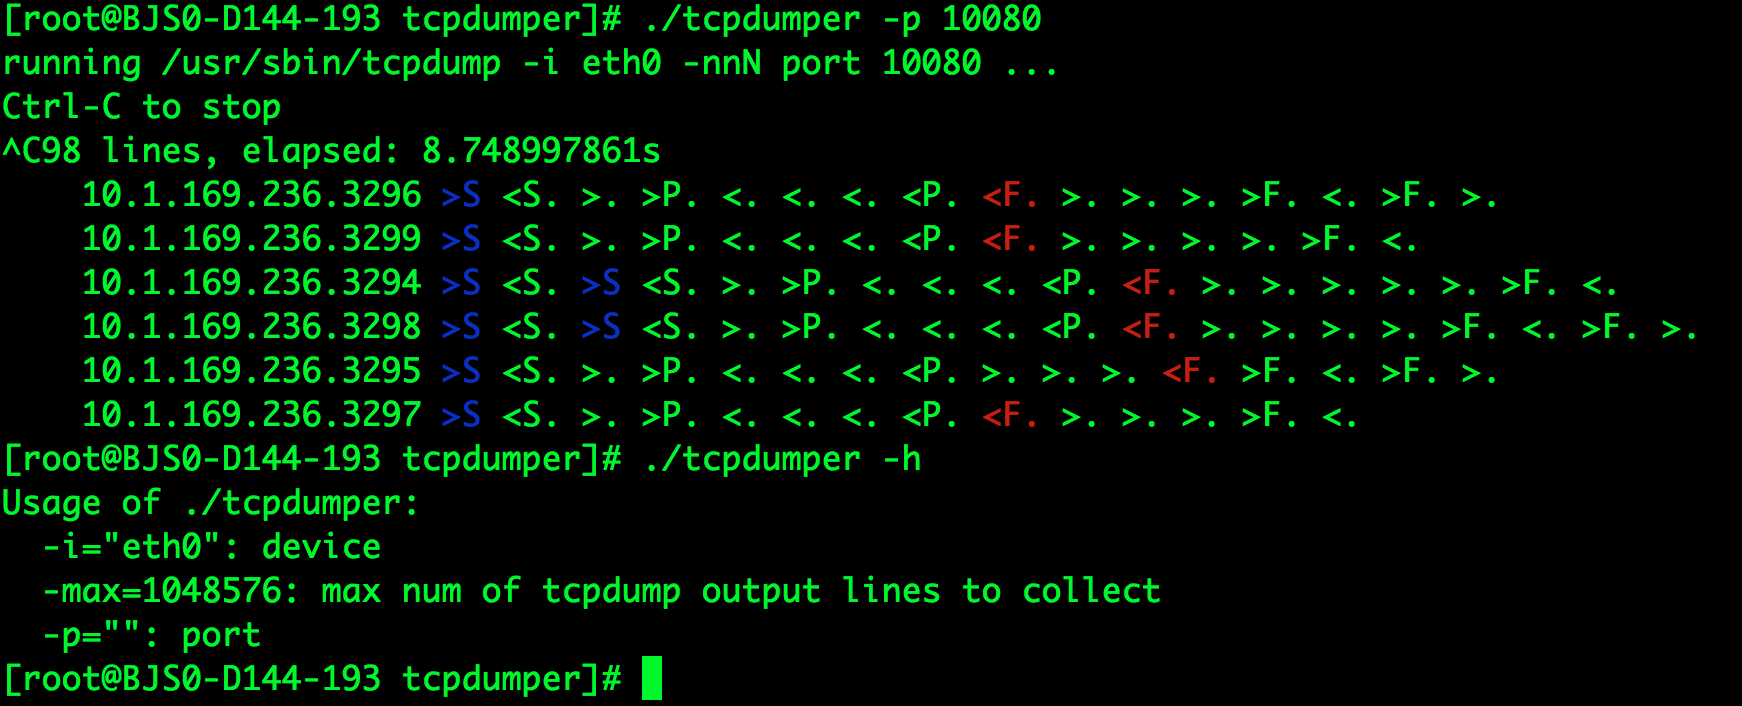 [root@BJS0-D144-193 tcpdumper]# ./tcpdumper -p 10080
running /usr/sbin/tcpdump -i eth0 -nnN port 10080 ...
Ctrl-C to stop
^C98 lines, elapsed: 8.748997861s
    10.1.169.236.3296 >S <S. >. >P. <. <. <. <P. <F. >. >. >. >F. <. >F. >.
    10.1.169.236.3299 >S <S. >. >P. <. <. <. <P. <F. >. >. >. >. >F. <.
    10.1.169.236.3294 >S <S. >S <S. >. >P. <. <. <. <P. <F. >. >. >. >. >. >F. <.
    10.1.169.236.3298 >S <S. >S <S. >. >P. <. <. <. <P. <F. >. >. >. >. >F. <. >F. >.
    10.1.169.236.3295 >S <S. >. >P. <. <. <. <P. >. >. >. <F. >F. <. >F. >.
    10.1.169.236.3297 >S <S. >. >P. <. <. <. <P. <F. >. >. >. >F. <.
[root@BJS0-D144-193 tcpdumper]# ./tcpdumper -h
Usage of ./tcpdumper:
  -i="eth0": device
  -max=1048576: max num of tcpdump output lines to collect
  -p="": port
[root@BJS0-D144-193 tcpdumper]#